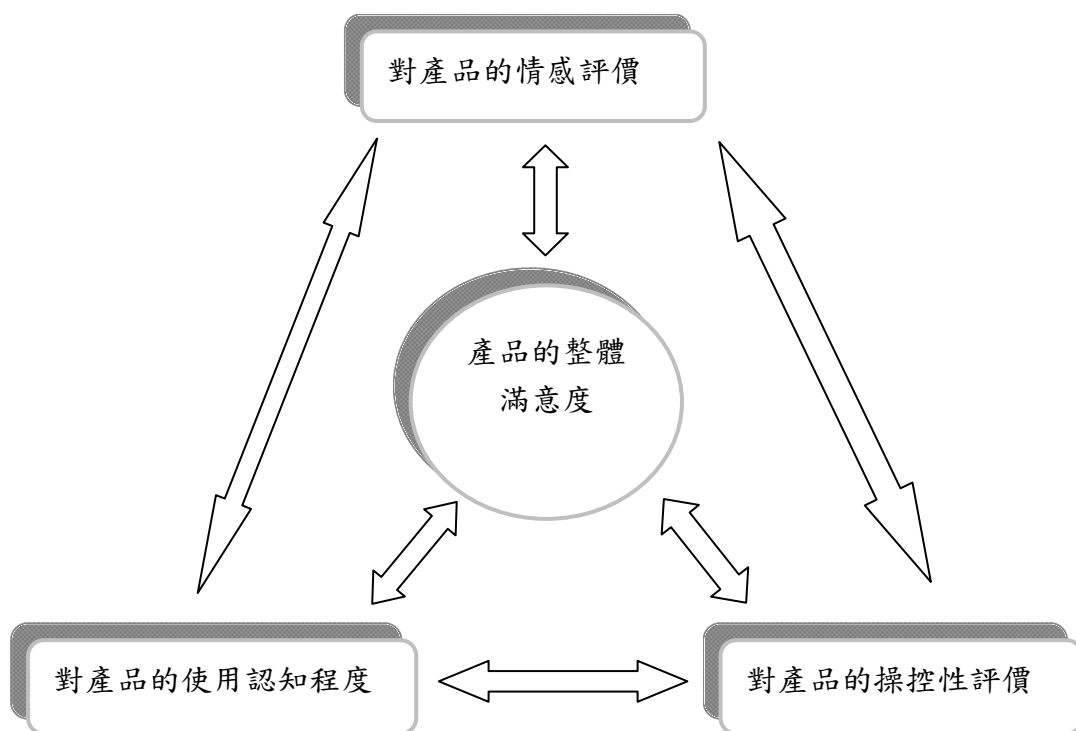 對產品的情感評價
產品的整體
滿意度
對產品的使用認知程度
對產品的操控性評價